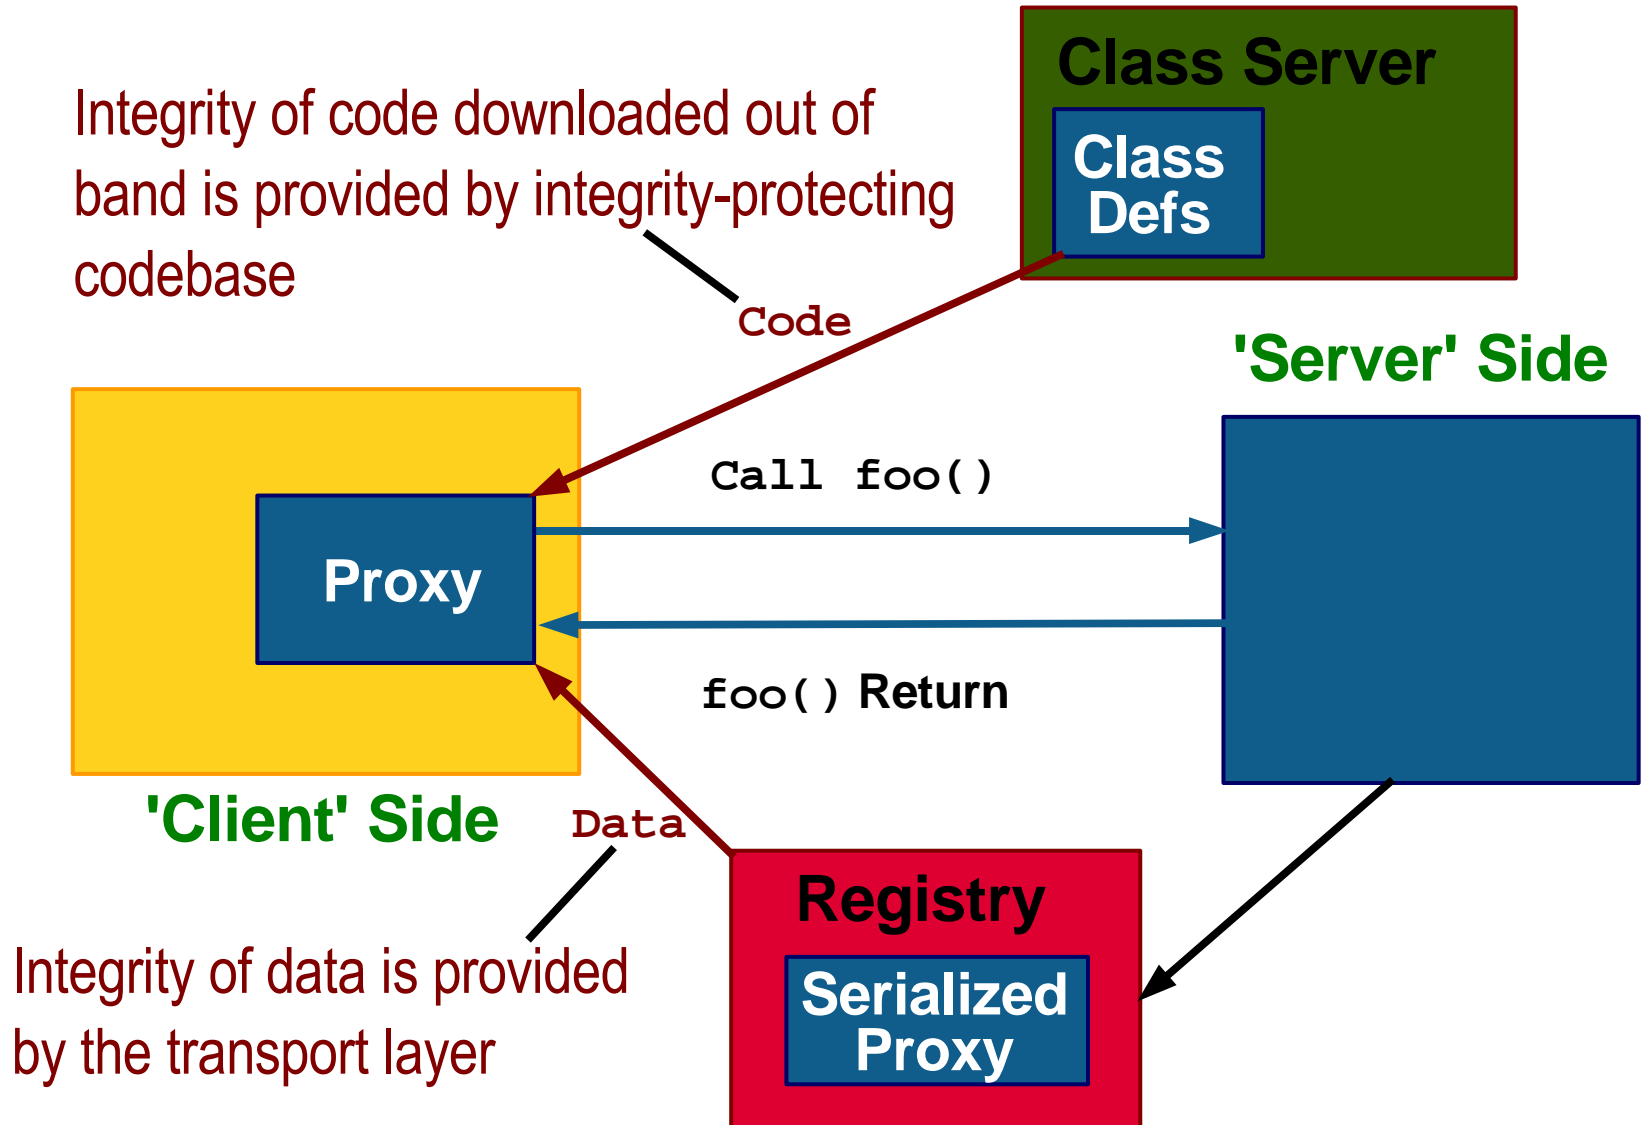 Class Server
Integrity of code downloaded out of
band is provided by integrity-protecting
codebase
Class
Defs
Code
'Server' Side
Call foo()
Proxy
foo() Return
'Client' Side
Data
Registry
Integrity of data is provided
by the transport layer
Serialized
Proxy